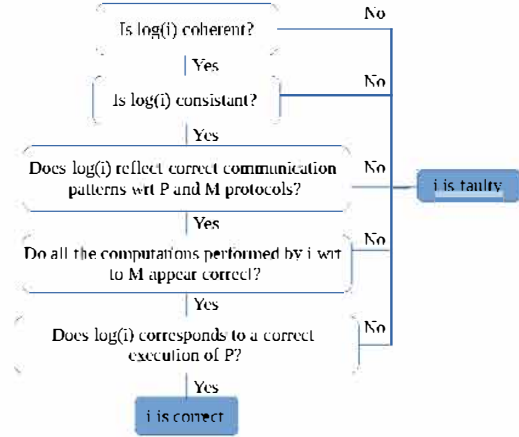 No
Is log(i) coherent?
Yes
No
Is log(i) consistant?
Yes
Does log(i) reflect correct communication
patterns wrt P and M protocols?
No
i is faulty
Yes
No
Do all the computations performed by i wrt
to M appear correct?
Yes
No
Does log(i) corresponds to a correct
execution of P?
Yes
i is correct